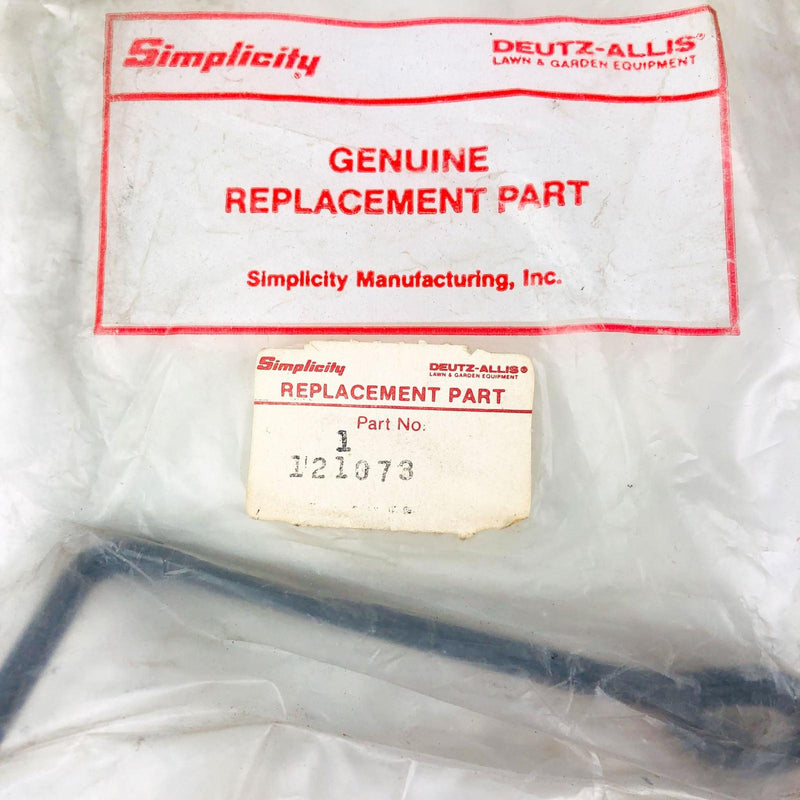 Simplicity®
DEUTZ-ALLIS®
LAWN & GARDEN EQUIPMENT
GENUINE
REPLACEMENT PART
Simplicity Manufacturing, Inc.
Simplicity
DEUTZ-ALLIS®
LAWN & GARDEN EQUIPMENT
REPLACEMENT PART
Part No:
1
121073